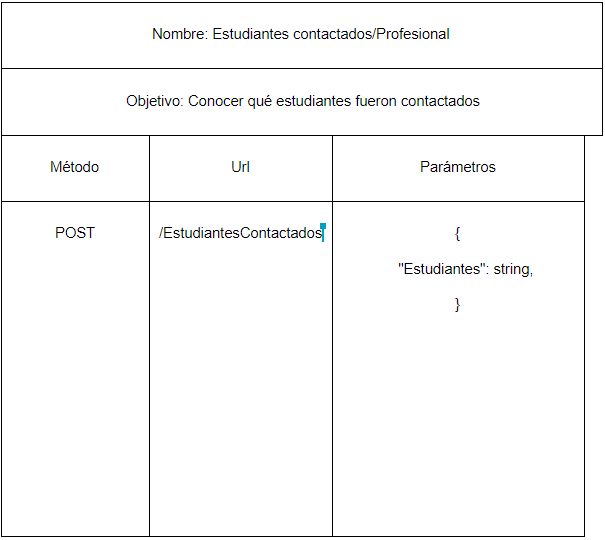 Nombre: Estudiantes contactados/Profesional
Objetivo: Conocer qué estudiantes fueron contactados
Método Url Parámetros
POST /EstudiantesContactados {
"Estudiantes": string,
}